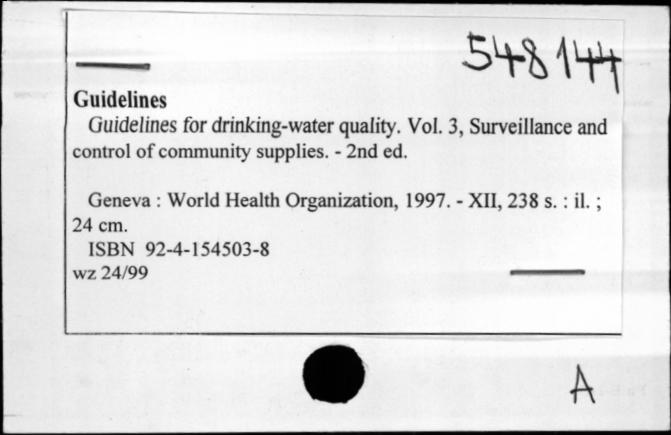 548144
Guidelines
Guidelines for drinking-water quality. Vol. 3, Surveillance and
control of community supplies. - 2nd ed.
Geneva : World Health Organization, 1997. - XII, 238 s. : il. ;
24 cm.
ISBN 92-4-154503-8
wz 24/99
A